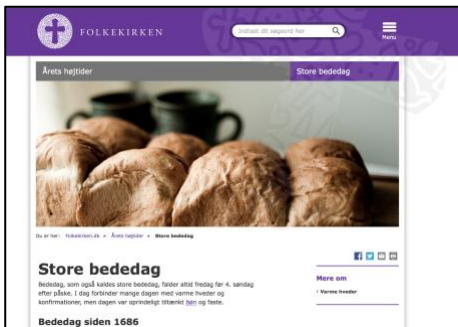 FOLKEKIRKEN
Indtast dit søgeord her
Menu
Årets højtider
Store bededag
Du er her: folkekirken.dk » Årets højtider » Store bededag
Store bededag
Bededag, som også kaldes store bededag, falder altid fredag før 4. søndag
efter påske. I dag forbinder mange dagen med varme hveder og
konfirmationer, men dagen var oprindeligt tiltænkt bøn og faste.
Bededag siden 1686
Mere om
› Varme hveder